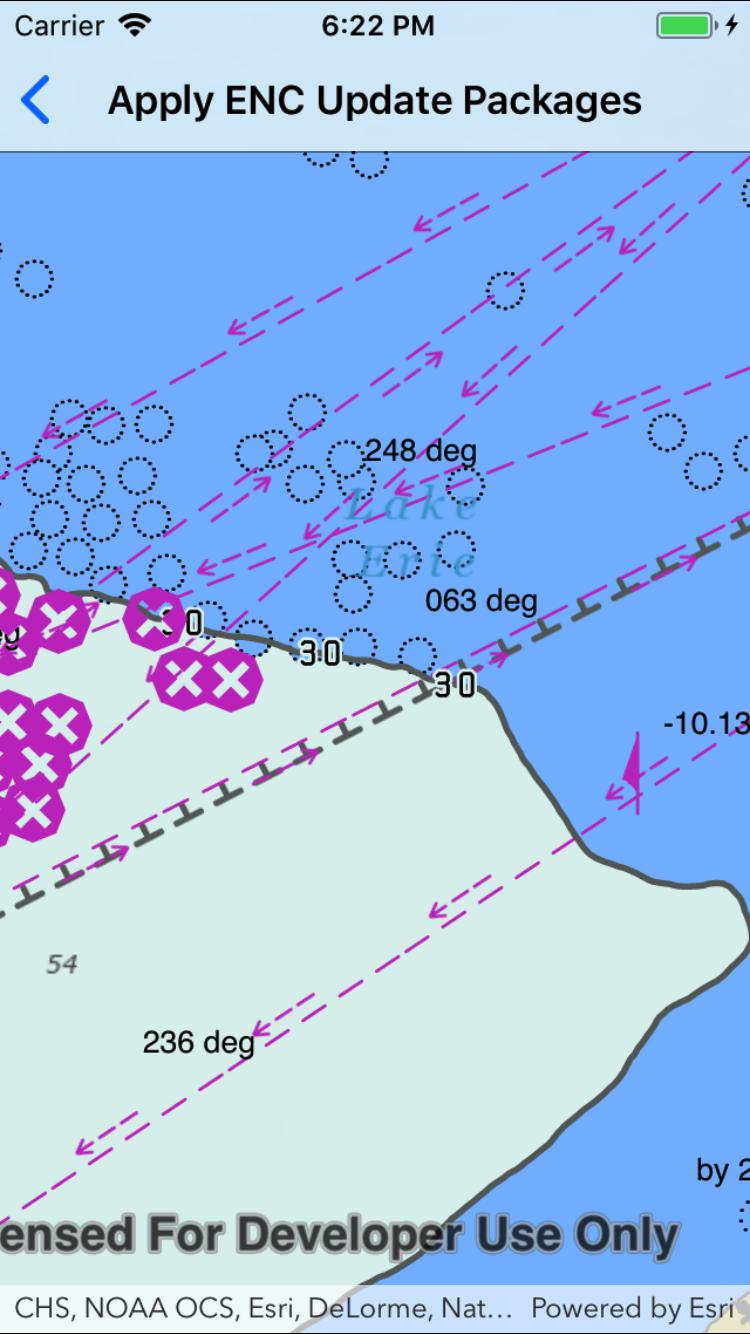 Carrier 6:22 PM
Apply ENC Update Packages
248 deg
Lake
Erie
063 deg
30
30
-10.13
54
236 deg
by 2
ensed For Developer Use Only
CHS, NOAA OCS, Esri, DeLorme, Nat... Powered by Esri